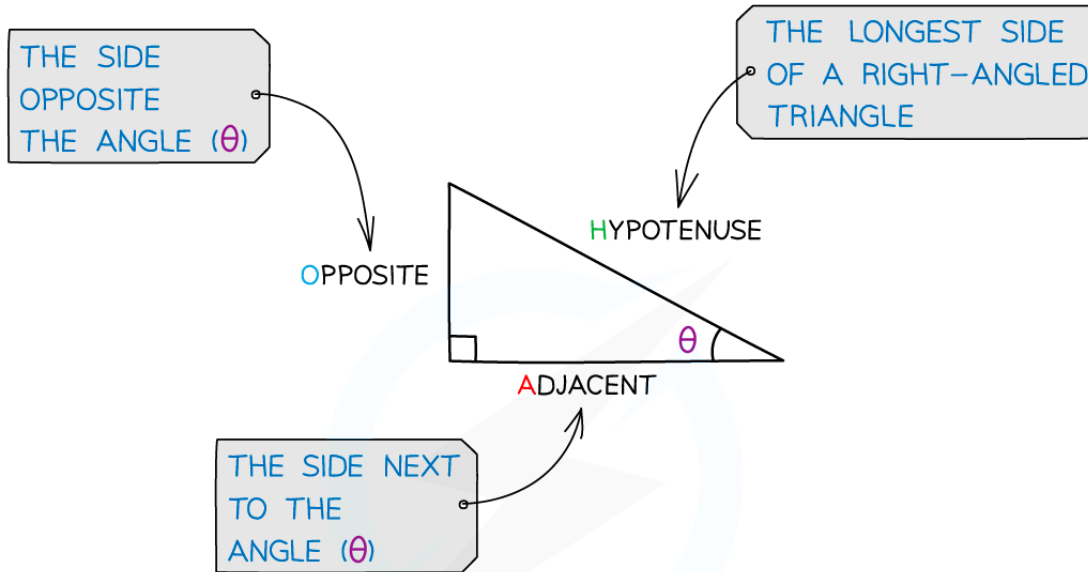 THE SIDE
OPPOSITE
THE ANGLE (θ)
THE LONGEST SIDE
OF A RIGHT-ANGLED
TRIANGLE
HYPOTENUSE
OPPOSITE
θ
ADJACENT
THE SIDE NEXT
TO THE
ANGLE (θ)